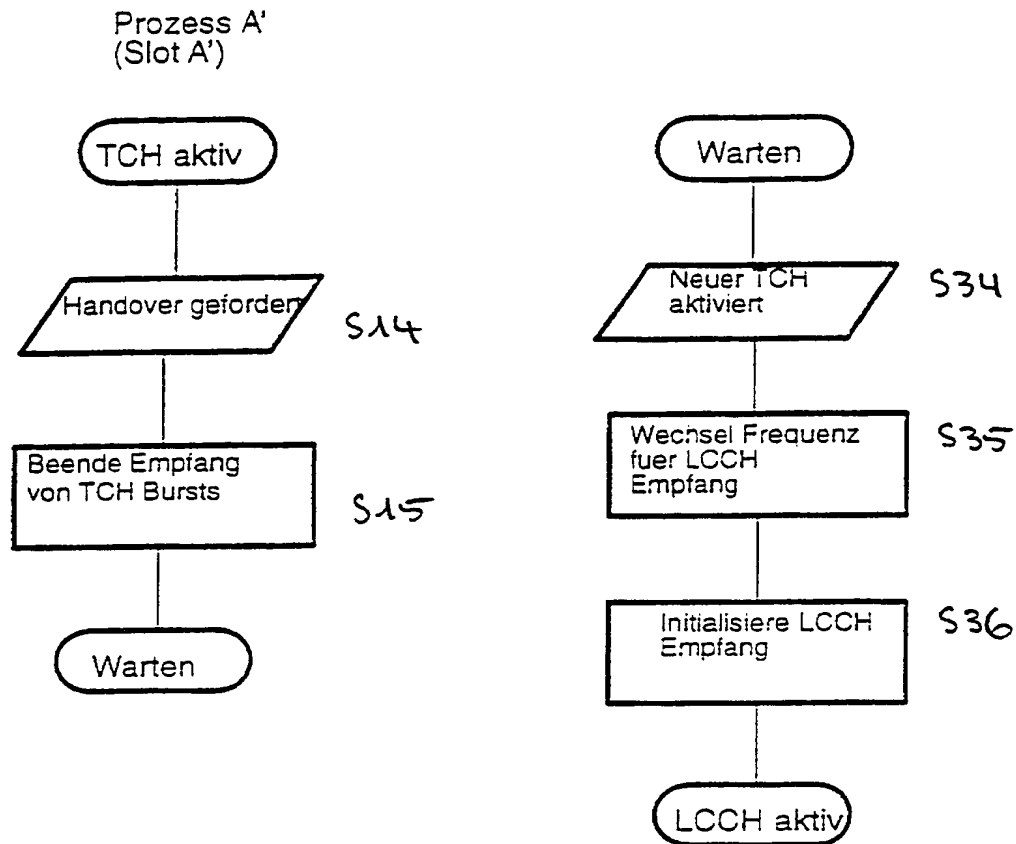 Prozess A'
(Slot A')
TCH aktiv
Handover gefordert
S14
Beende Empfang
von TCH Bursts
S15
Warten
Warten
Neuer TCH
aktiviert
S34
Wechsel Frequenz
fuer LCCH
Empfang
S35
Initialisiere LCCH
Empfang
S36
LCCH aktiv